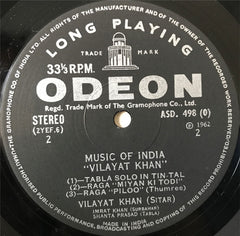 LONG PLAYING
TRADE MARK
33⅓ R.P.M.
ODEON
Regd. Trade Mark of The Gramophone Co., Ltd.
STEREO
(2YEF.6)
2
ASD. 498 (O)
℗ 1962
2
MUSIC OF INDIA
"VILAYAT KHAN"
(1)—TABLA SOLO IN TIN-TAL
(2)—RAGA "MIYAN KI TODI"
(3)—RAGA "PILOO" (Thumree)
VILAYAT KHAN (SITAR)
IMRAT KHAN (SURBAHAR)
SHANTA PRASAD (TABLA)
MADE IN INDIA